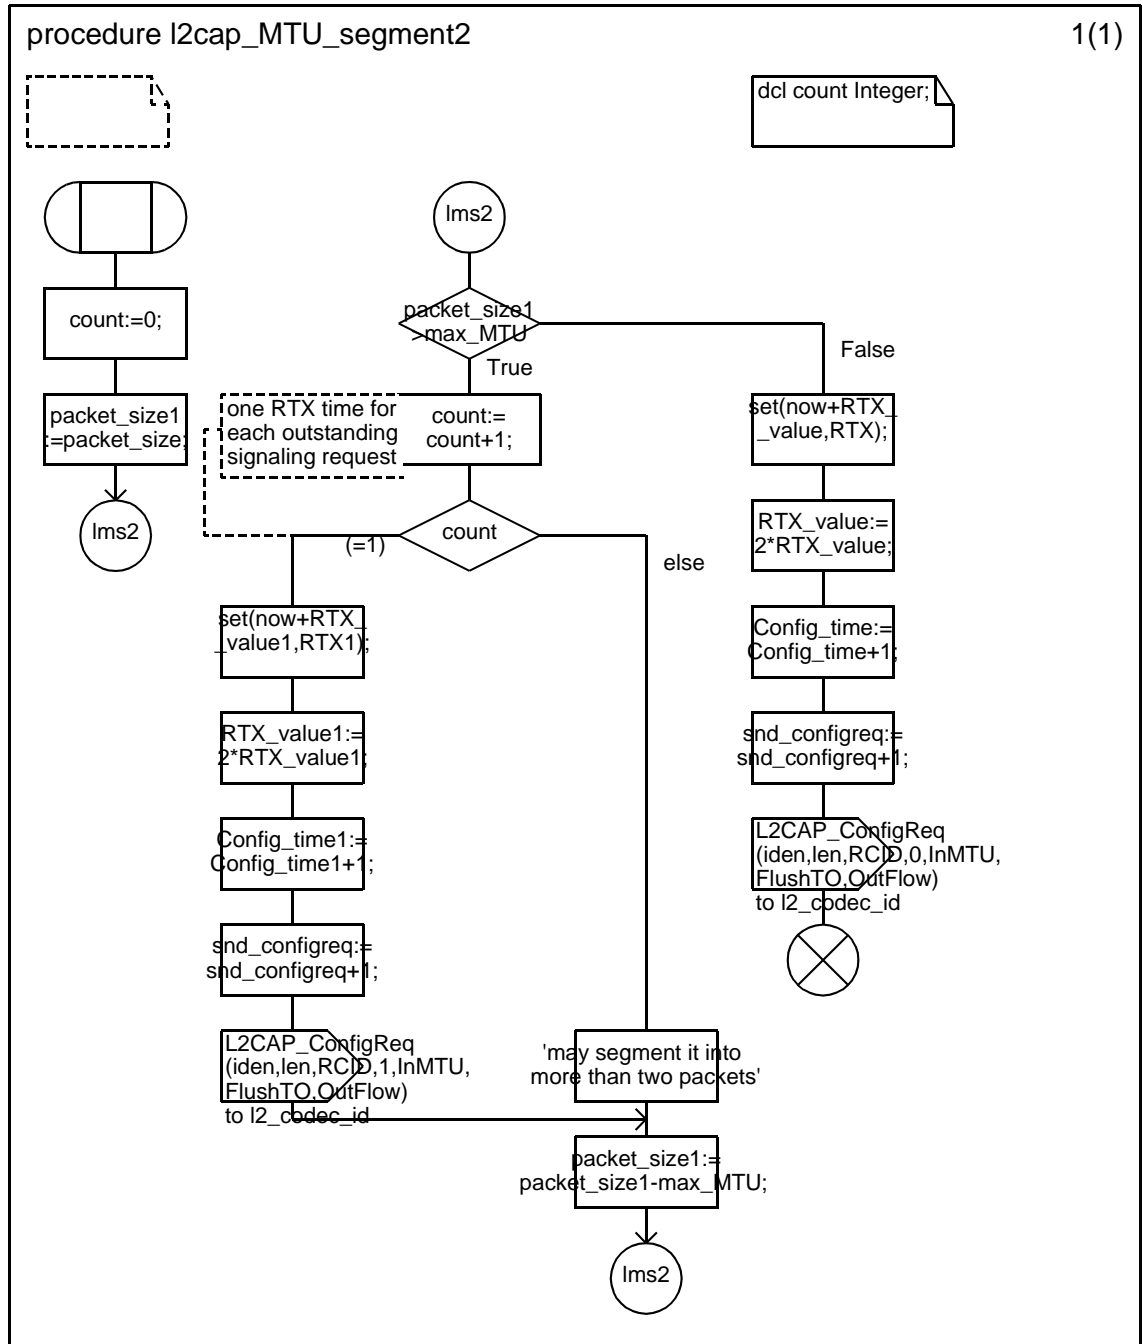 procedure l2cap_MTU_segment2
1(1)
dcl count Integer;
count:=0;
packet_size1
:=packet_size;
lms2
lms2
packet_size1
>max_MTU
True
False
one RTX time for
each outstanding
signaling request
count:=
count+1;
count
(=1)
else
set(now+RTX_
_value1,RTX1);
RTX_value1:=
2*RTX_value1;
Config_time1:=
Config_time1+1;
snd_configreq:=
snd_configreq+1;
L2CAP_ConfigReq
(iden,len,RCID,1,InMTU,
FlushTO,OutFlow)
to l2_codec_id
'may segment it into
more than two packets'
packet_size1:=
packet_size1-max_MTU;
lms2
set(now+RTX_
_value,RTX);
RTX_value:=
2*RTX_value;
Config_time:=
Config_time+1;
snd_configreq:=
snd_configreq+1;
L2CAP_ConfigReq
(iden,len,RCID,0,InMTU,
FlushTO,OutFlow)
to l2_codec_id